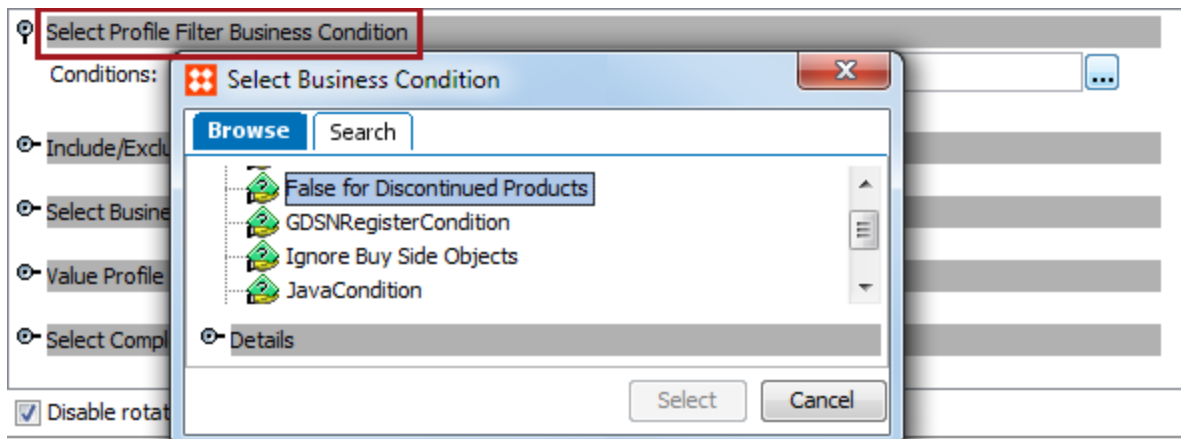 Select Profile Filter Business Condition
Conditions:
...
Select Business Condition
Browse
Search
Include/Exclu
False for Discontinued Products
Select Busine
GDSNRegisterCondition
Ignore Buy Side Objects
Value Profile
JavaCondition
Select Compl
Details
Disable rotat
Select
Cancel